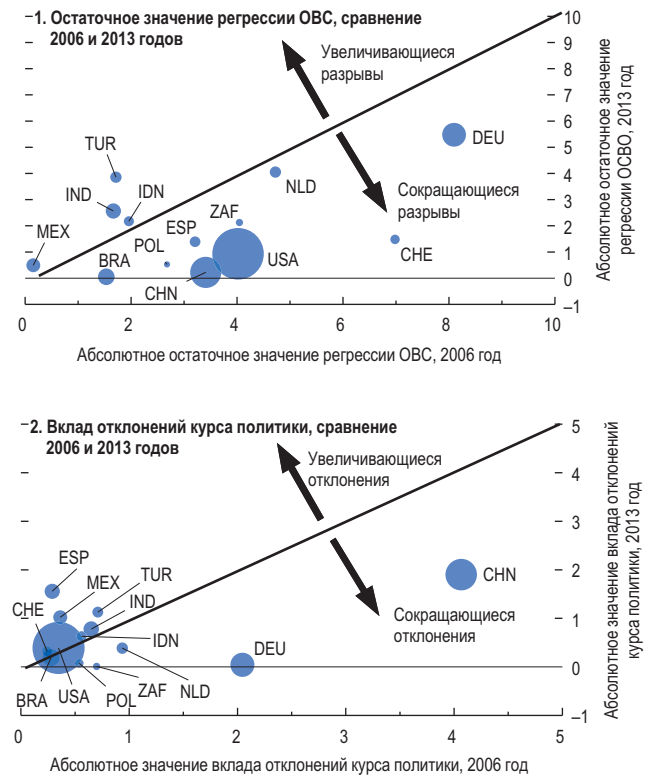 1. Остаточное значение регрессии ОВС, сравнение
2006 и 2013 годов
Увеличивающиеся
разрывы
Сокращающиеся
разрывы
TUR
IND
IDN
MEX
BRA
POL
ESP
ZAF
CHN
USA
NLD
CHE
DEU
10
9
8
7
6
5
4
3
2
1
0
–1
0
2
4
6
8
10
Абсолютное остаточное значение
регрессии ОСВО, 2013 год
Абсолютное остаточное значение регрессии ОВС, 2006 год
2. Вклад отклонений курса политики, сравнение
2006 и 2013 годов
Увеличивающиеся
отклонения
Сокращающиеся
отклонения
ESP
MEX
TUR
CHE
IND
IDN
BRA
USA
POL
ZAF
NLD
DEU
CHN
5
4
3
2
1
0
–1
0
1
2
3
4
5
Абсолютное значение вклада отклонений
курса политики, 2013 год
Абсолютное значение вклада отклонений курса политики, 2006 год